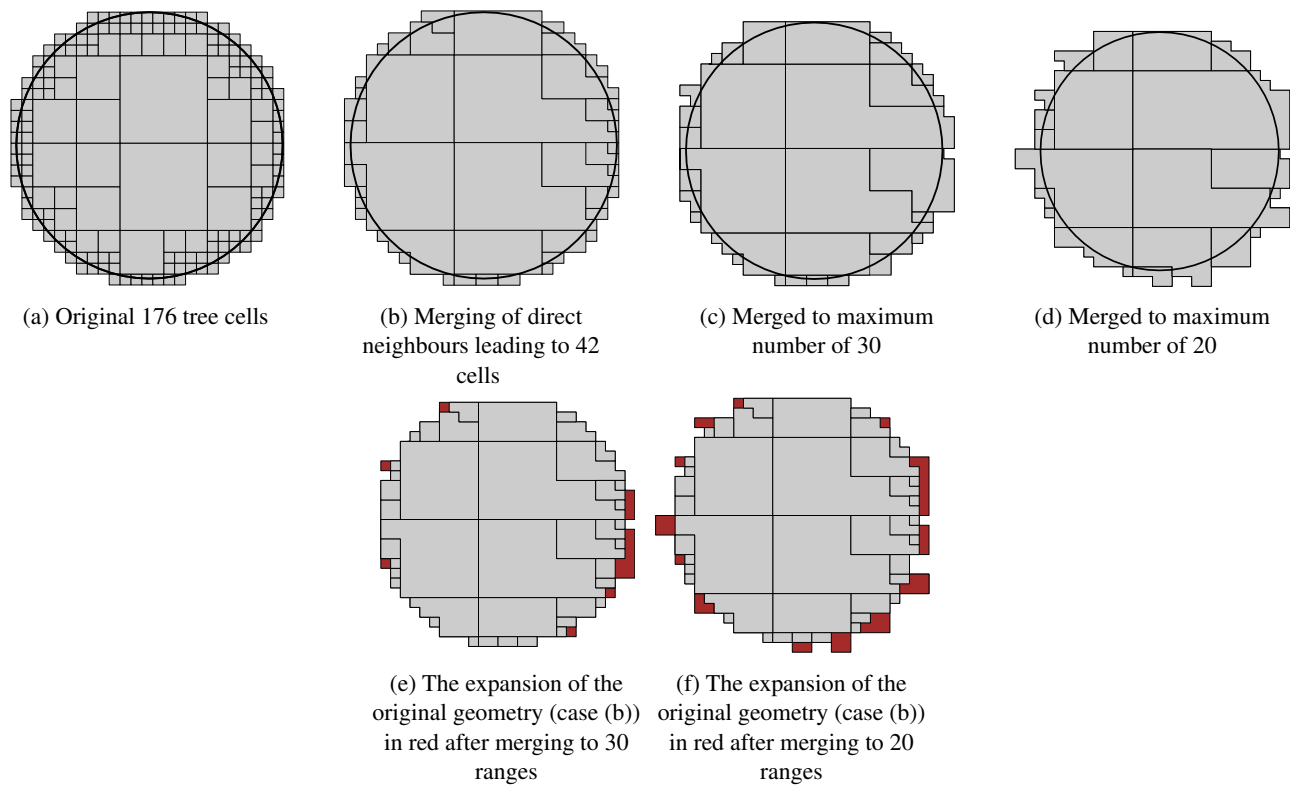 (a) Original 176 tree cells
(b) Merging of direct
neighbours leading to 42
cells
(c) Merged to maximum
number of 30
(d) Merged to maximum
number of 20
(e) The expansion of the
original geometry (case (b))
in red after merging to 30
ranges
(f) The expansion of the
original geometry (case (b))
in red after merging to 20
ranges